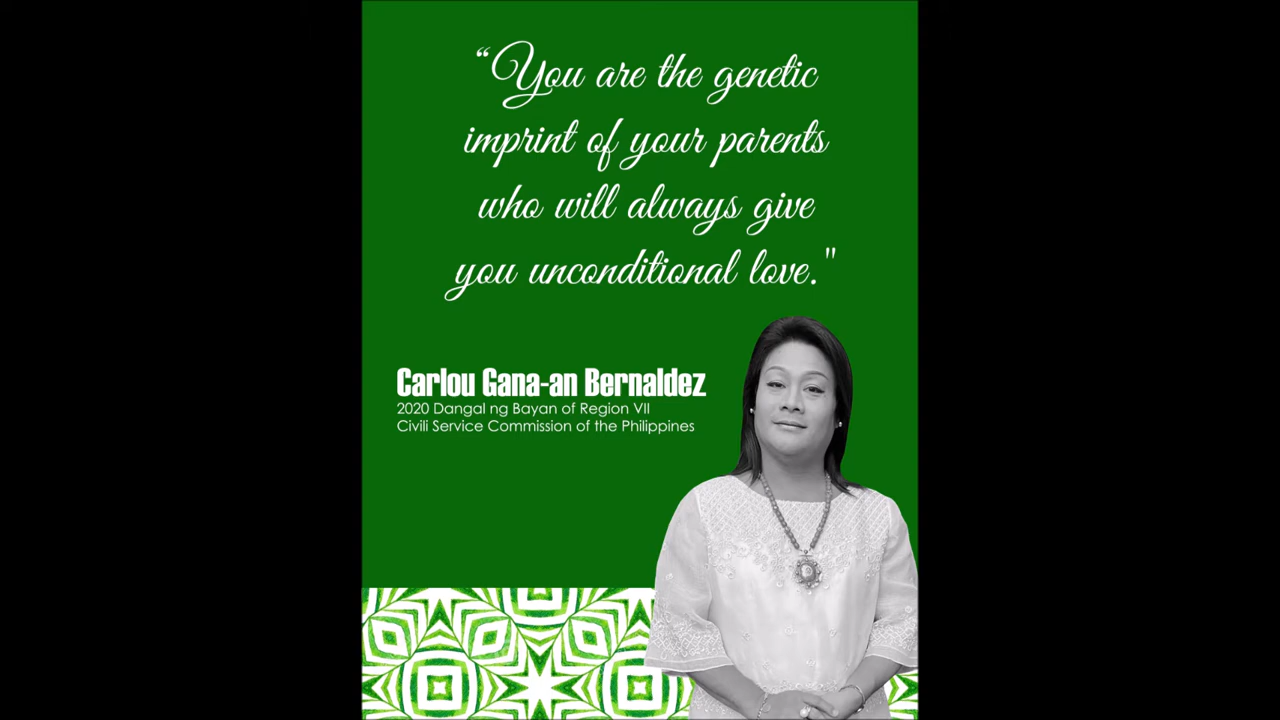 “You are the genetic
imprint of your parents
who will always give
you unconditional love."
Carlou Gana-an Bernaldez
2020 Dangal ng Bayan of Region VII
Civili Service Commission of the Philippines